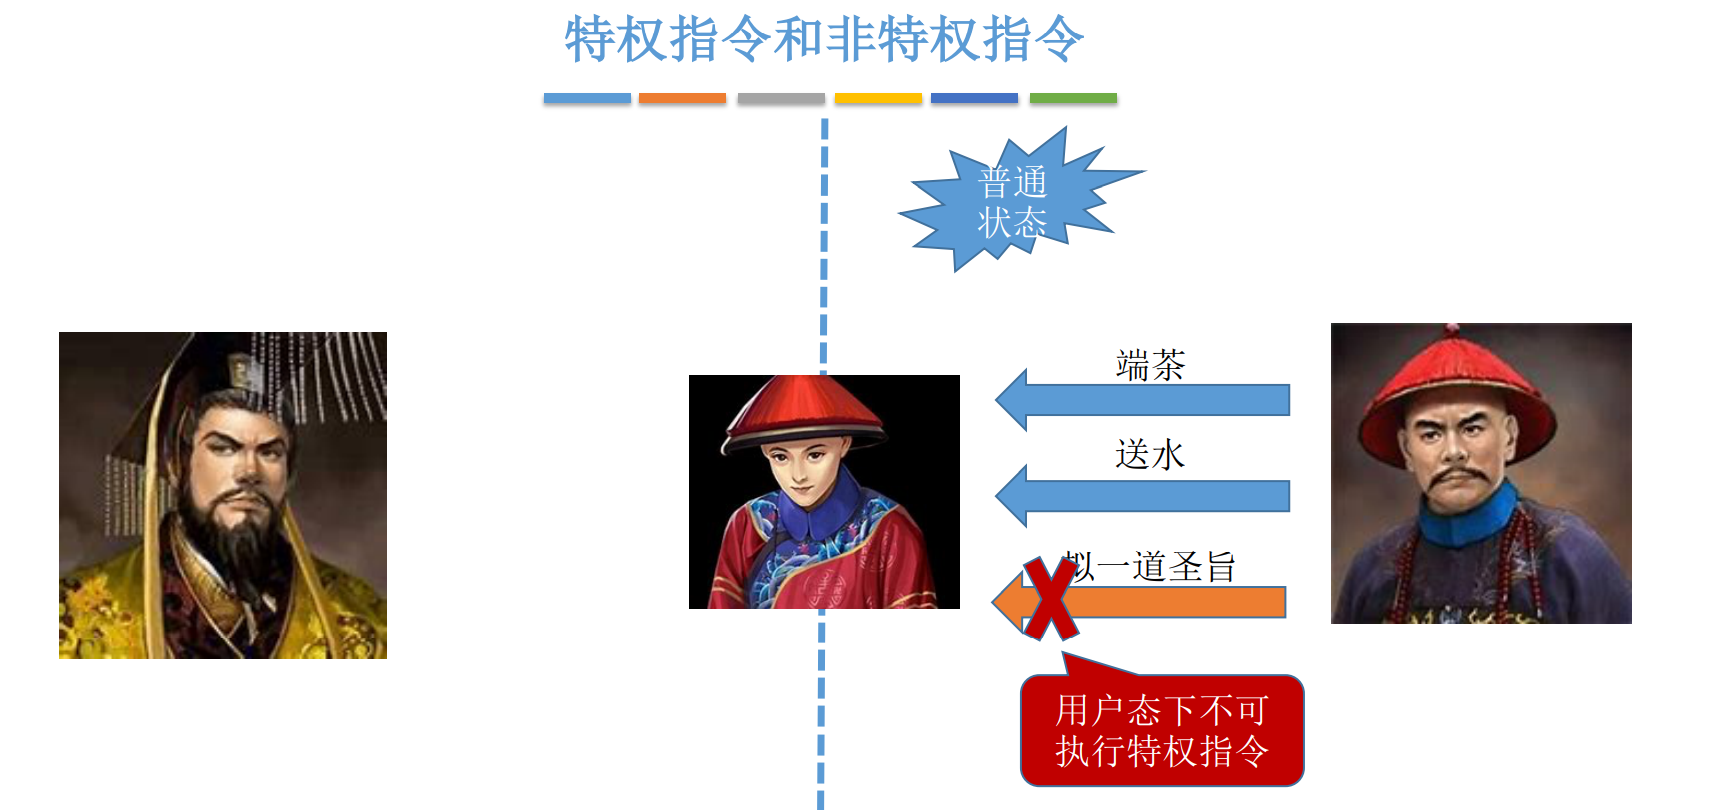 特权指令和非特权指令
普通
状态
端茶
送水
拟一道圣旨
用户态下不可
执行特权指令